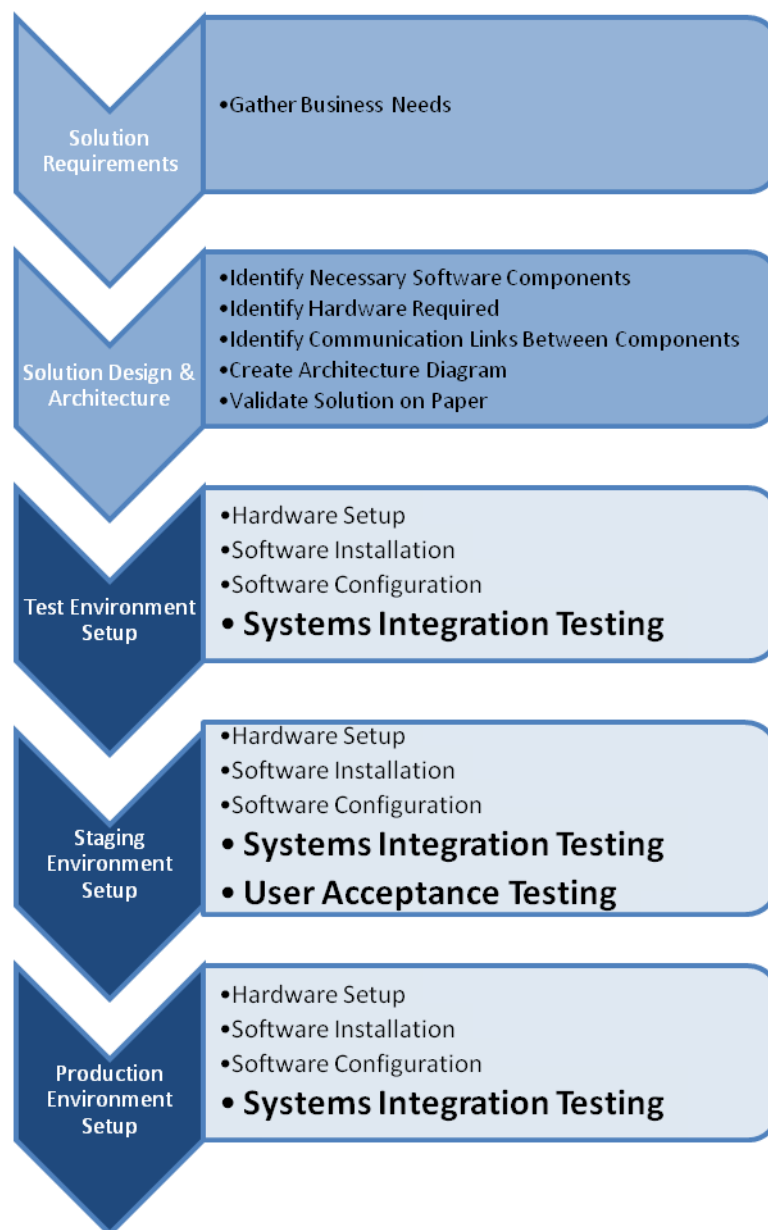 Solution
Requirements
•Gather Business Needs
Solution Design &
Architecture
•Identify Necessary Software Components
•Identify Hardware Required
•Identify Communication Links Between Components
•Create Architecture Diagram
•Validate Solution on Paper
Test Environment
Setup
•Hardware Setup
•Software Installation
•Software Configuration
• Systems Integration Testing
Staging
Environment
Setup
•Hardware Setup
•Software Installation
•Software Configuration
• Systems Integration Testing
• User Acceptance Testing
Production
Environment
Setup
•Hardware Setup
•Software Installation
•Software Configuration
• Systems Integration Testing